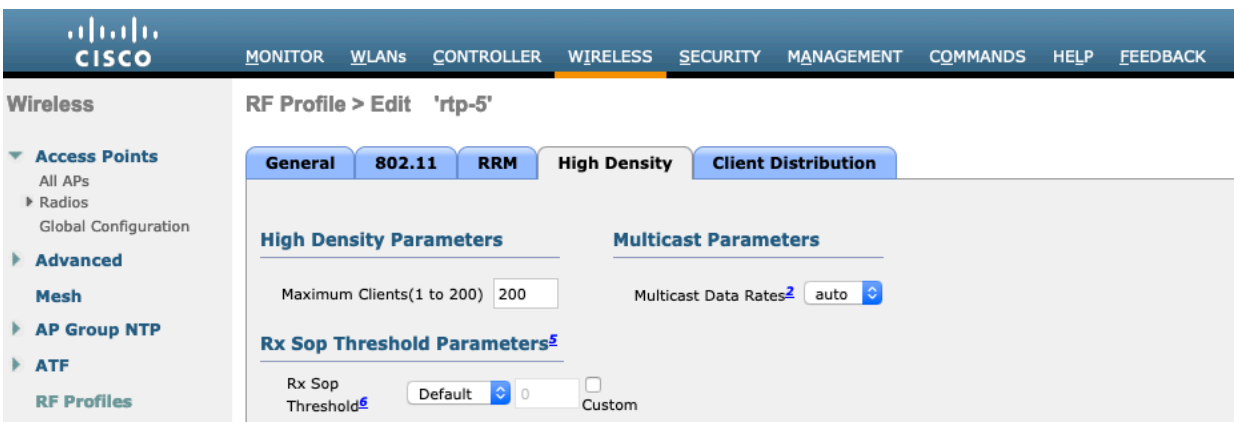 CISCO
MONITOR WLANs CONTROLLER WIRELESS SECURITY MANAGEMENT COMMANDS HELP FEEDBACK
Wireless
Access Points
All APs
Radios
Global Configuration
Advanced
Mesh
AP Group NTP
ATF
RF Profiles
RF Profile > Edit 'rtp-5'
General 802.11 RRM High Density Client Distribution
High Density Parameters
Maximum Clients(1 to 200) 200
Multicast Parameters
Multicast Data Rates2 auto
Rx Sop Threshold Parameters5
Rx Sop
Threshold6 Default 0 Custom